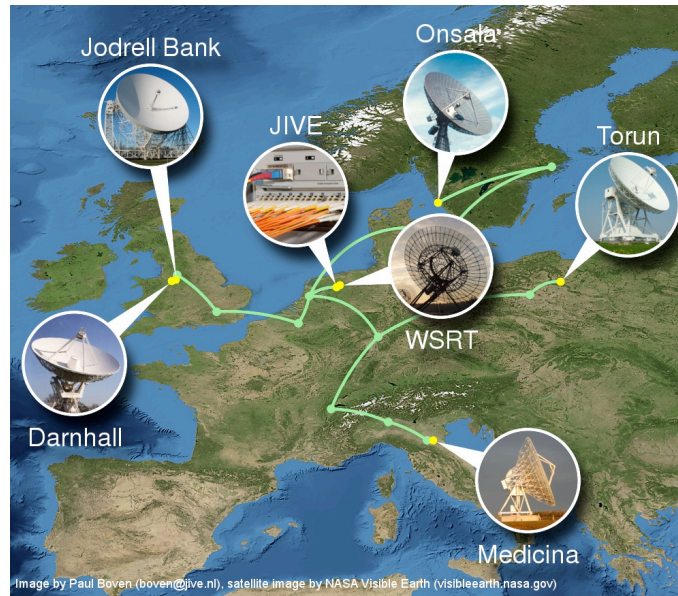 Onsala
Jodrell Bank
JIVE
Torun
WSRT
Darnhall
Medicina
Image by Paul Boven (boven@jive.nl), satellite image by NASA Visible Earth (visibleearth.nasa.gov)